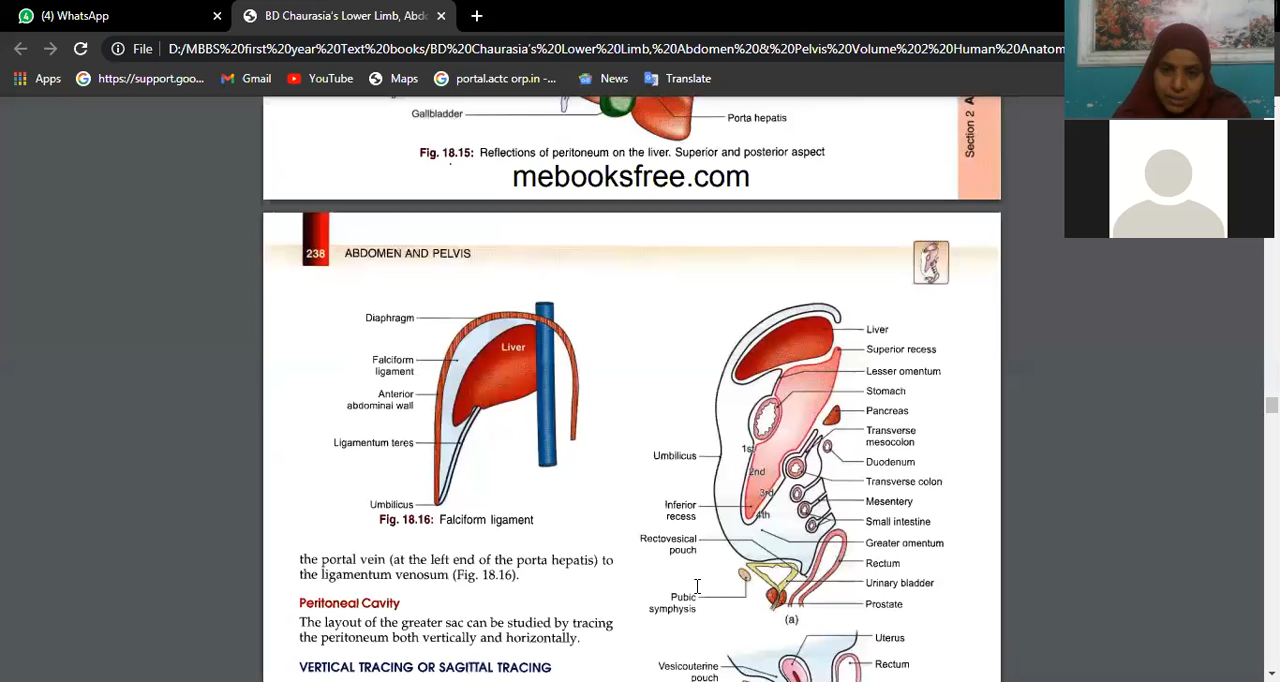 (4) WhatsApp
BD Chaurasia's Lower Limb, Abdo
File
D:/MBBS%20first%20year%20Text%20books/BD%20Chaurasia's%20Lower%20Limb,%20Abdomen%20&%20Pelvis%20Volume%202%20Human%20Anatom
Apps
https://support.goo...
Gmail
YouTube
Maps
portal.actc orp.in -...
News
Translate
Gallbladder
Porta hepatis
Section 2 A
Fig. 18.15: Reflections of peritoneum on the liver. Superior and posterior aspect
mebooksfree.com
238
ABDOMEN AND PELVIS
Diaphragm
Liver
Falciform
ligament
Anterior
abdominal wall
Ligamentum teres
Umbilicus
Fig. 18.16: Falciform ligament
the portal vein (at the left end of the porta hepatis) to
the ligamentum venosum (Fig. 18.16).
Peritoneal Cavity
The layout of the greater sac can be studied by tracing
the peritoneum both vertically and horizontally.
VERTICAL TRACING OR SAGITTAL TRACING
Liver
Superior recess
Lesser omentum
Stomach
Pancreas
Transverse
mesocolon
Duodenum
Transverse colon
Mesentery
Small intestine
Greater omentum
Rectum
Urinary bladder
Prostate
1st
2nd
3rd
4th
Umbilicus
Inferior
recess
Rectovesical
pouch
Pubic
symphysis
(a)
Uterus
Rectum
Vesicouterine
pouch